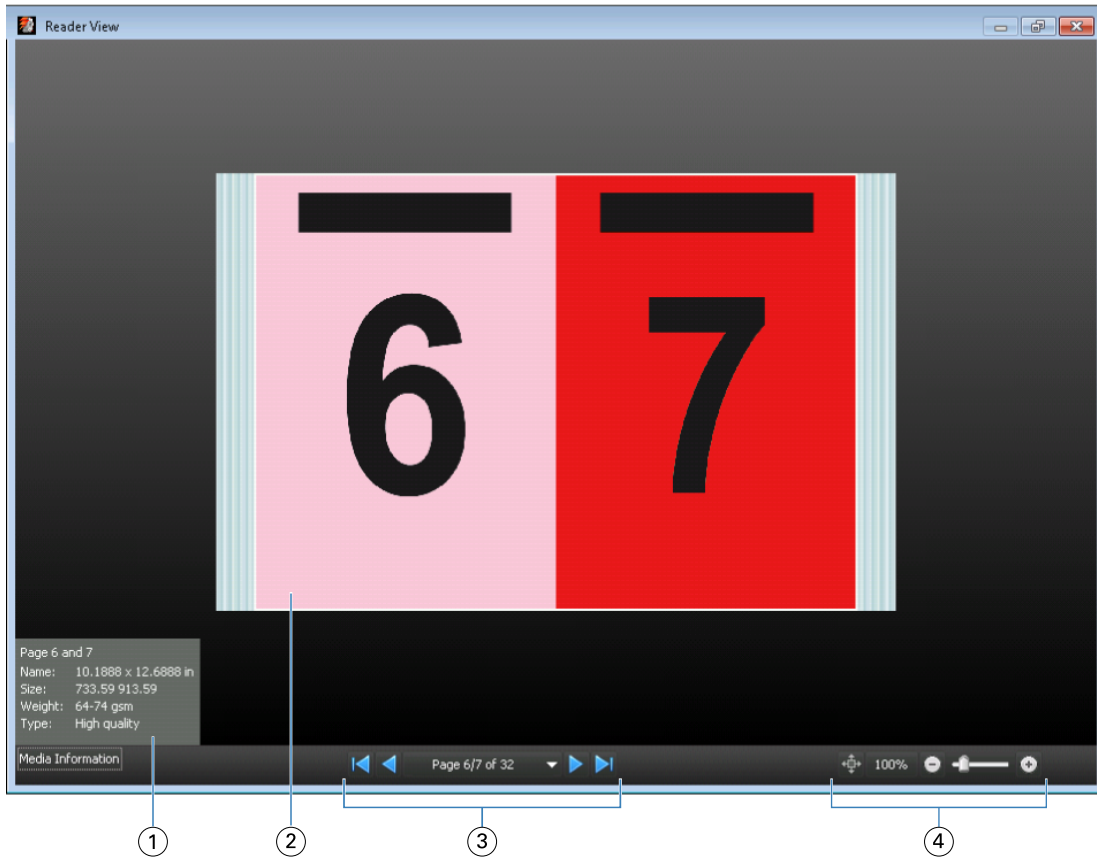 Reader View
6 7
Page 6 and 7
Name: 10.1888 x 12.6888 in
Size: 733.59 913.59
Weight: 64-74 gsm
Type: High quality
Media Information
Page 6/7 of 32
100%
1 2 3 4